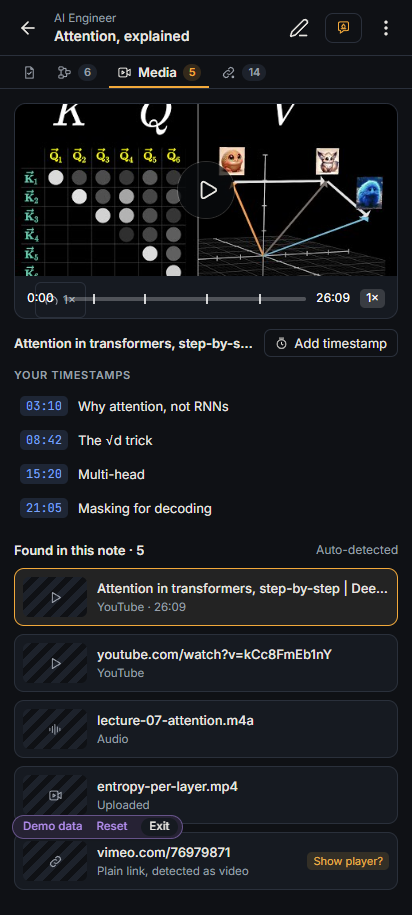 AI Engineer
Attention, explained
6
Media 5
14
K Q V
Q₁ Q₂ Q₃ Q₄ Q₅ Q₆
K₁
K₂
K₃
K₄
K₅
K₆
0:00
1×
26:09
1×
Attention in transformers, step-by-s...
Add timestamp
YOUR TIMESTAMPS
03:10 Why attention, not RNNs
08:42 The √d trick
15:20 Multi-head
21:05 Masking for decoding
Found in this note · 5
Auto-detected
Attention in transformers, step-by-step | Dee...
YouTube · 26:09
youtube.com/watch?v=kCc8FmEb1nY
YouTube
lecture-07-attention.m4a
Audio
entropy-per-layer.mp4
Uploaded
Demo data Reset Exit
vimeo.com/76979871
Plain link, detected as video
Show player?